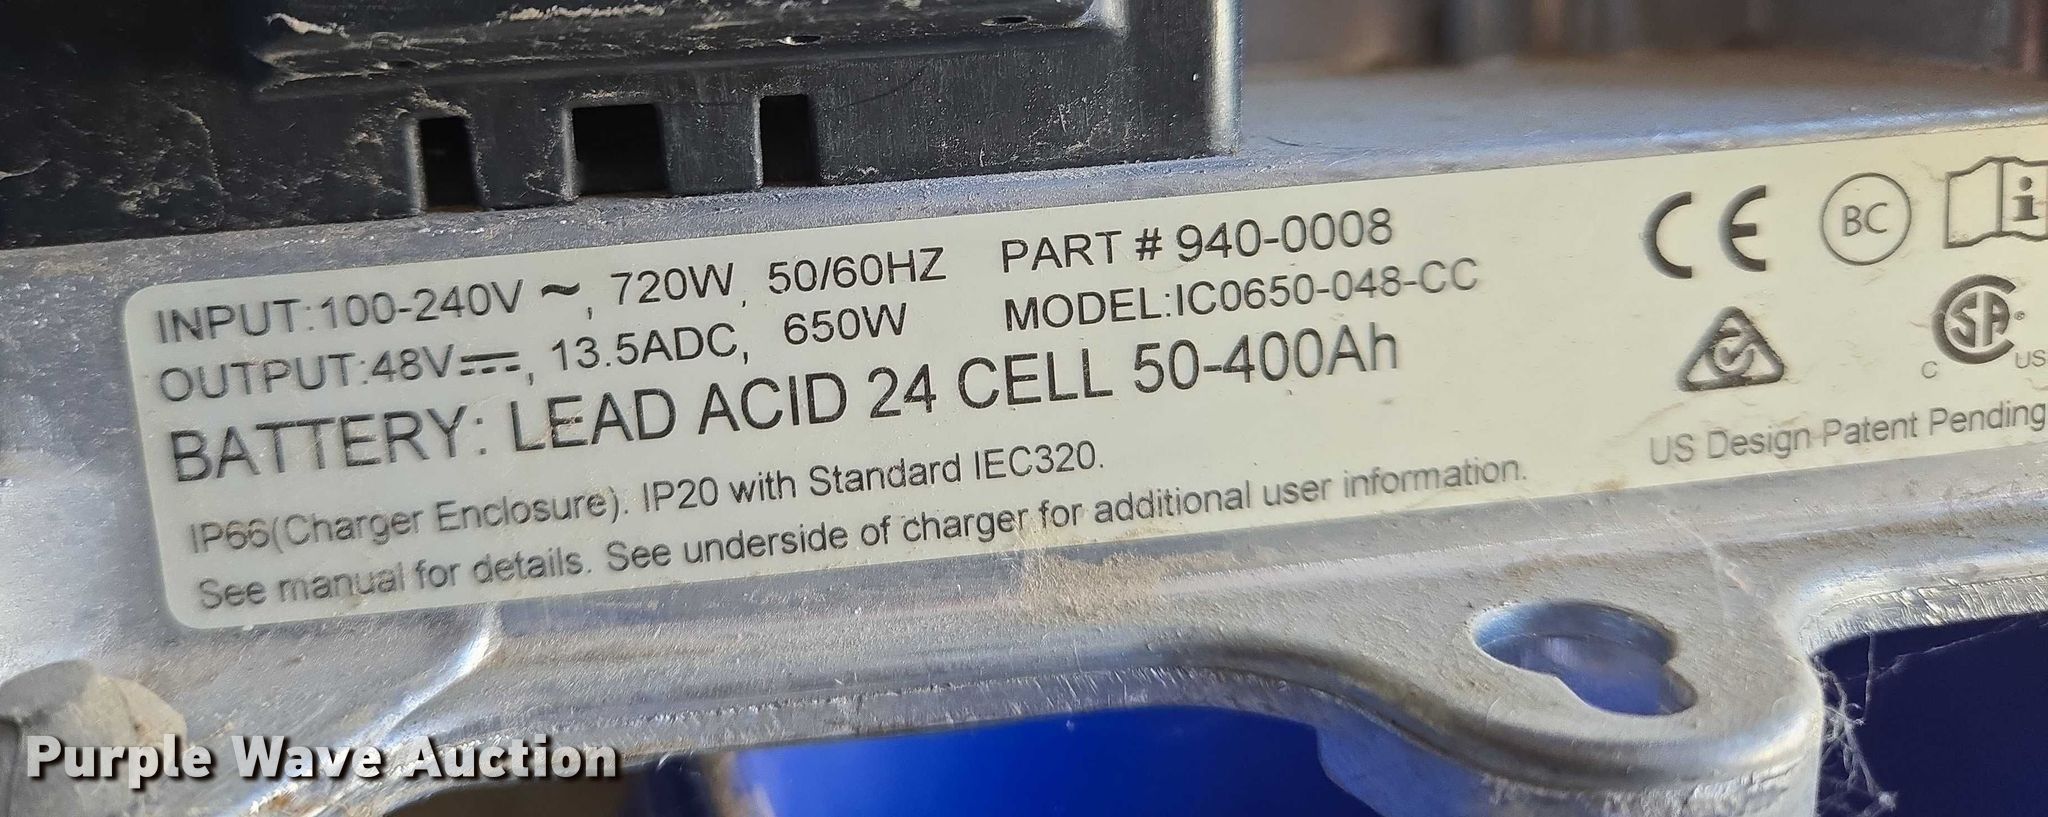 INPUT:100-240V ~, 720W, 50/60HZ PART # 940-0008
OUTPUT:48V⎓, 13.5ADC, 650W MODEL:IC0650-048-CC
BATTERY: LEAD ACID 24 CELL 50-400Ah
IP66(Charger Enclosure). IP20 with Standard IEC320.
See manual for details. See underside of charger for additional user information.
CE BC i
C SA® US
US Design Patent Pending
Purple Wave Auction